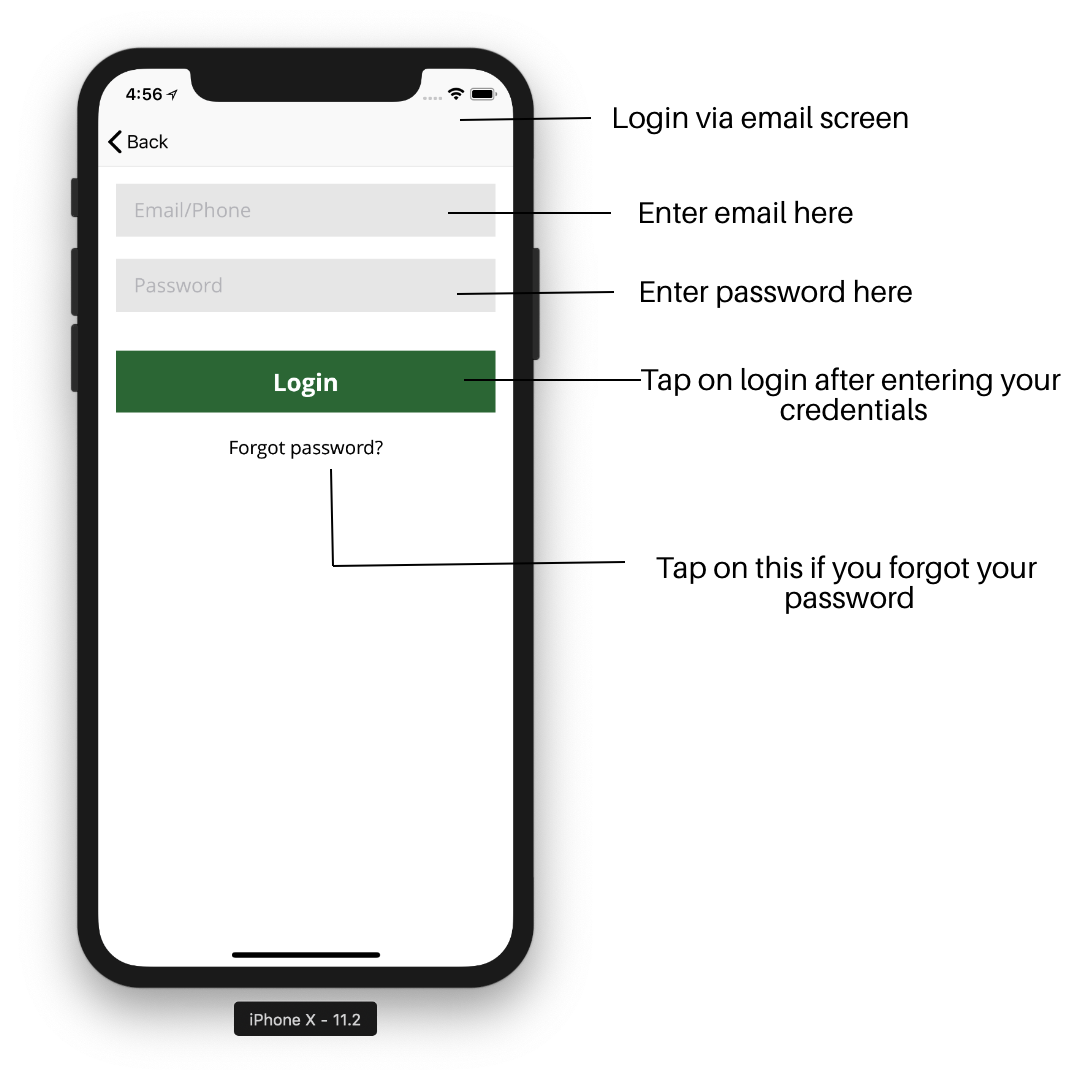 4:56
Login via email screen
Back
Email/Phone
Enter email here
Password
Enter password here
Login
Tap on login after entering your
credentials
Forgot password?
Tap on this if you forgot your
password
iPhone X - 11.2